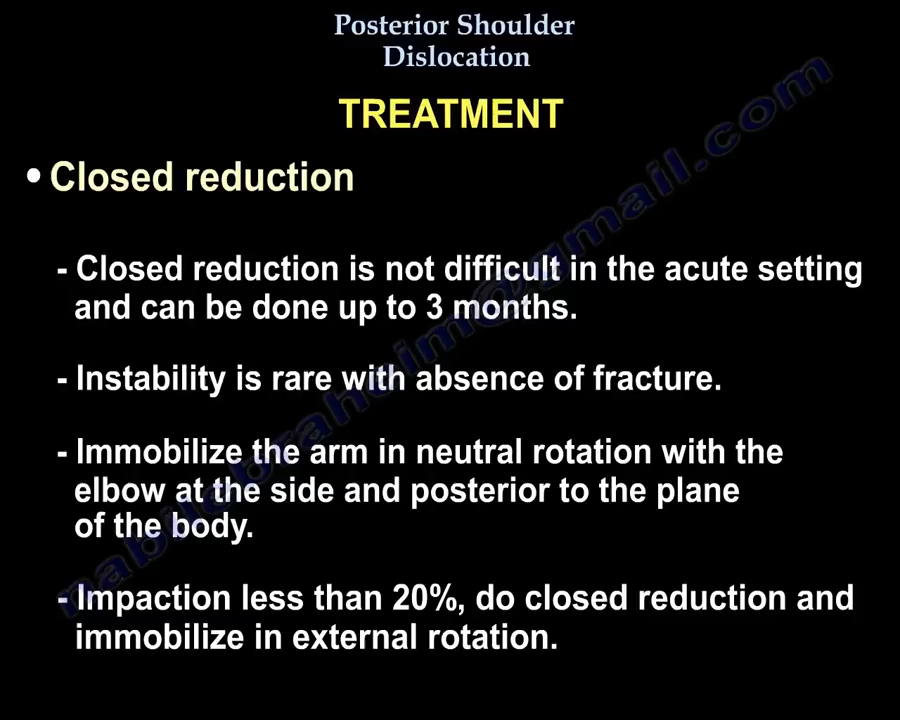 Posterior Shoulder
Dislocation
TREATMENT
• Closed reduction
- Closed reduction is not difficult in the acute setting
and can be done up to 3 months.
- Instability is rare with absence of fracture.
- Immobilize the arm in neutral rotation with the
elbow at the side and posterior to the plane
of the body.
- Impaction less than 20%, do closed reduction and
immobilize in external rotation.
nabilebraheim@gmail.com